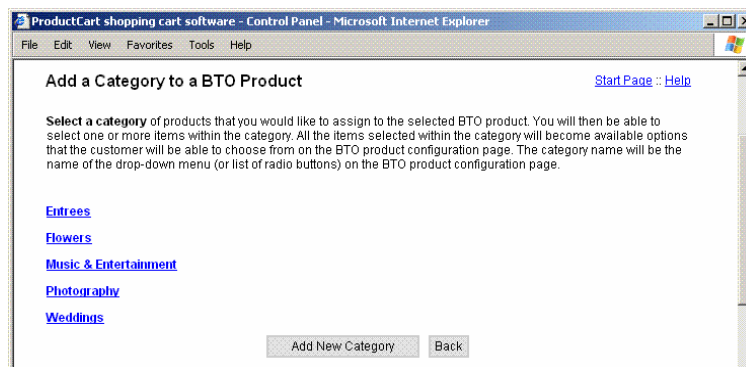 ProductCart shopping cart software - Control Panel - Microsoft Internet Explorer
File Edit View Favorites Tools Help
Add a Category to a BTO Product
Start Page :: Help
Select a category of products that you would like to assign to the selected BTO product. You will then be able to
select one or more items within the category. All the items selected within the category will become available options
that the customer will be able to choose from on the BTO product configuration page. The category name will be the
name of the drop-down menu (or list of radio buttons) on the BTO product configuration page.
Entrees
Flowers
Music & Entertainment
Photography
Weddings
Add New Category Back